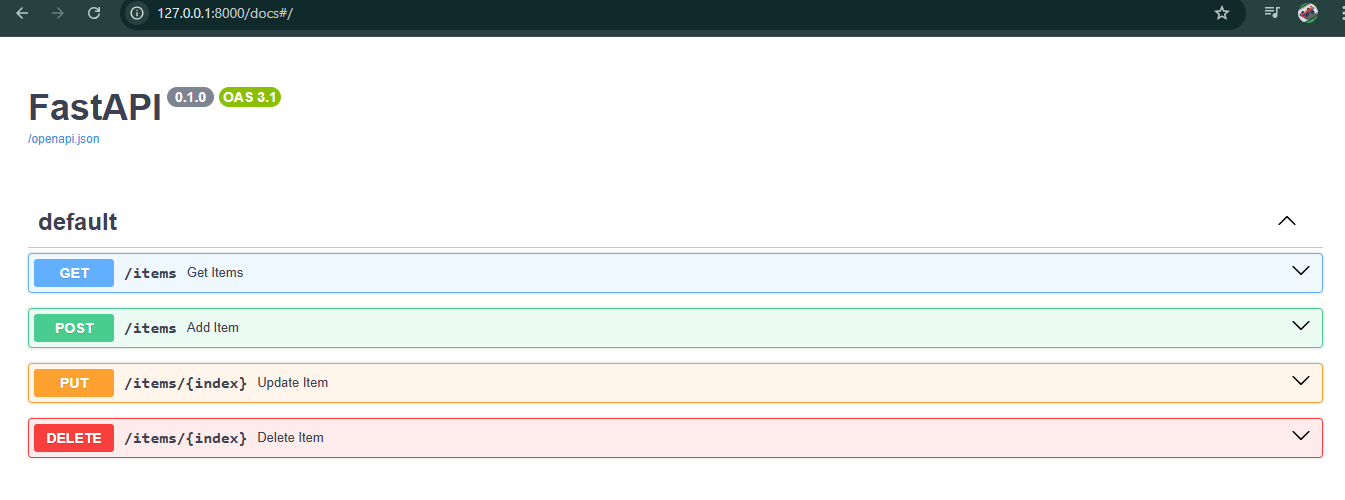 127.0.0.1:8000/docs#/
FastAPI 0.1.0 OAS 3.1
/openapi.json
default
GET /items Get Items
POST /items Add Item
PUT /items/{index} Update Item
DELETE /items/{index} Delete Item